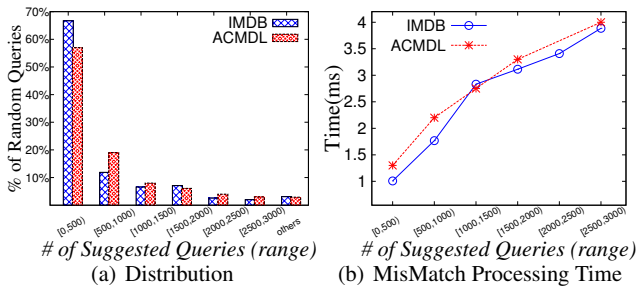 70%
60%
50%
40%
30%
20%
10%
% of Random Queries
IMDB
ACMDL
[0,500)
[500,1000)
[1000,1500)
[1500,2000)
[2000,2500)
[2500,3000)
others
# of Suggested Queries (range)
(a) Distribution
4
3.5
3
2.5
2
1.5
1
Time(ms)
IMDB
ACMDL
[0,500)
[500,1000)
[1000,1500)
[1500,2000)
[2000,2500)
[2500,3000)
# of Suggested Queries (range)
(b) MisMatch Processing Time